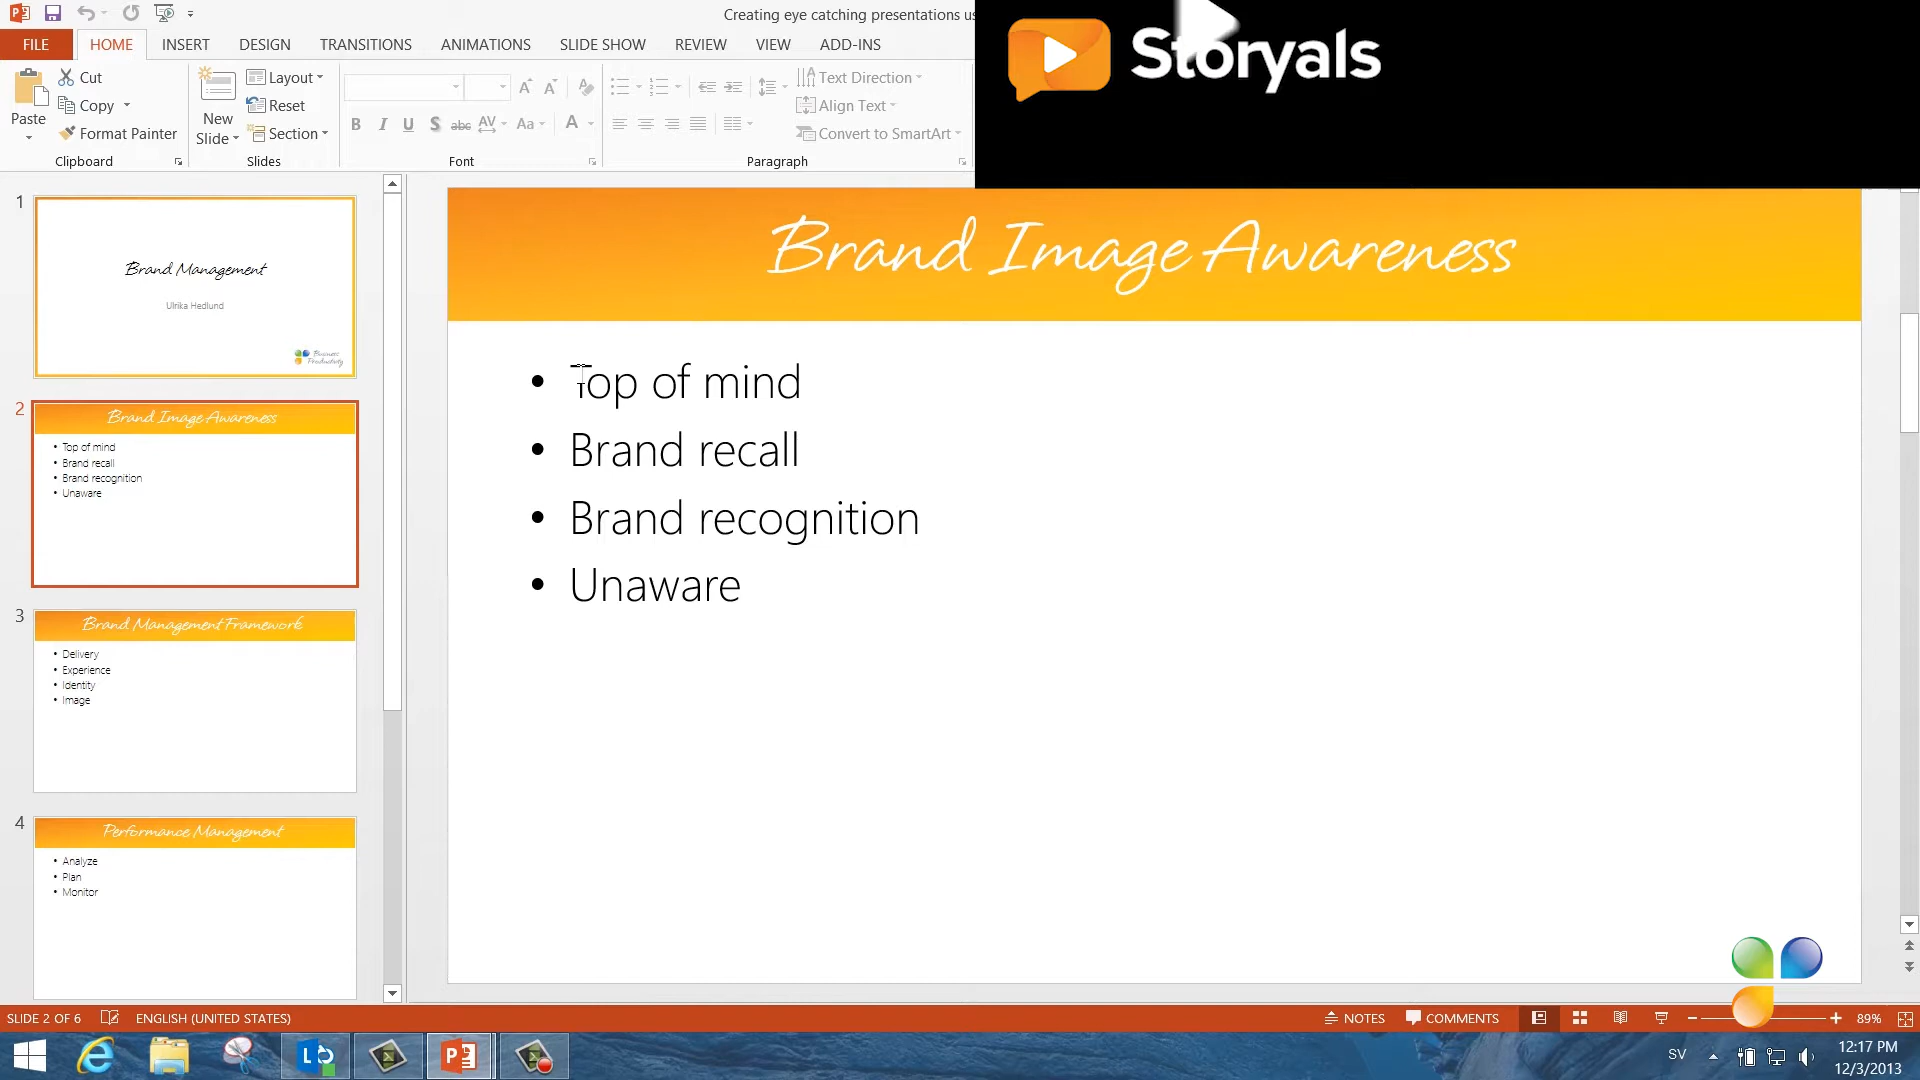 Creating eye catching presentations us
Storyals
FILE HOME INSERT DESIGN TRANSITIONS ANIMATIONS SLIDE SHOW REVIEW VIEW ADD-INS
Paste
Cut
Copy
Format Painter
Clipboard
New Slide
Layout
Reset
Section
Slides
B I U S abc AV Aa A
Font
Text Direction
Align Text
Convert to SmartArt
Paragraph
1
Brand Management
Ulrika Hedlund
Business
Productivity
2
Brand Image Awareness
• Top of mind
• Brand recall
• Brand recognition
• Unaware
3
Brand Management Framework
• Delivery
• Experience
• Identity
• Image
4
Performance Management
• Analyze
• Plan
• Monitor
Brand Image Awareness
• Top of mind
• Brand recall
• Brand recognition
• Unaware
SLIDE 2 OF 6 ENGLISH (UNITED STATES) NOTES COMMENTS 89%
SV
12:17 PM
12/3/2013